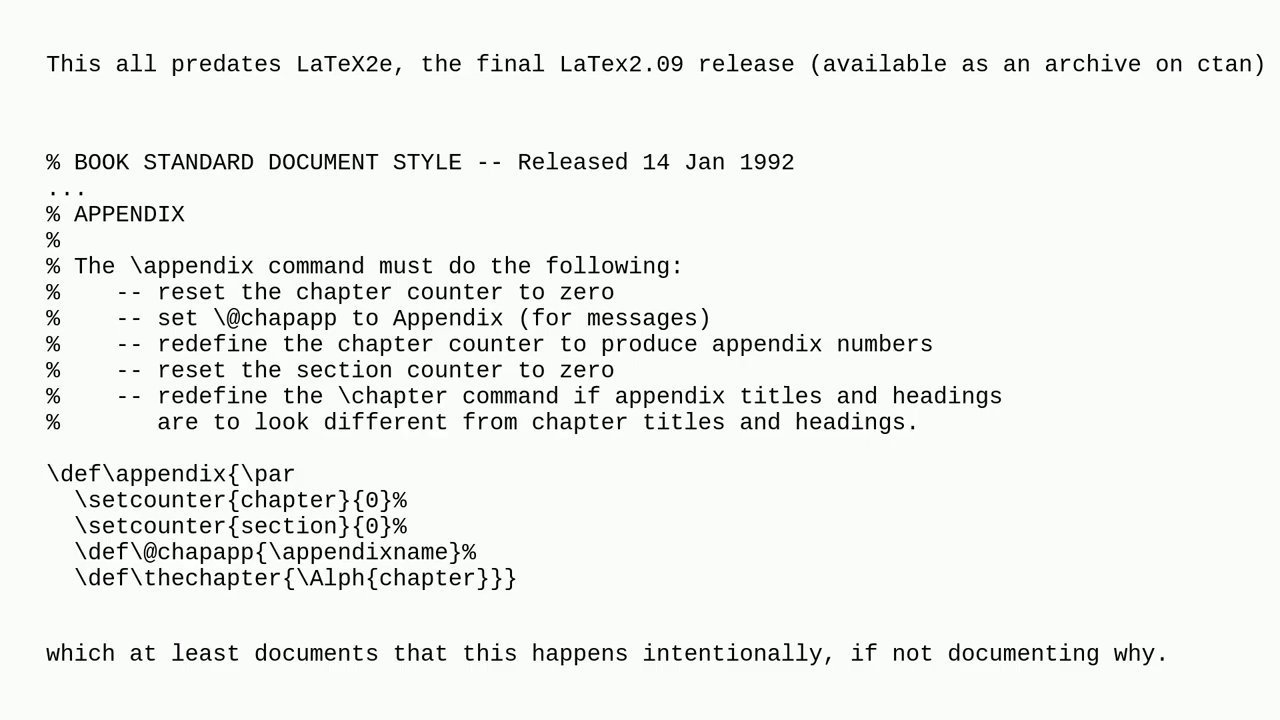 This all predates LaTeX2e, the final LaTex2.09 release (available as an archive on ctan)
% BOOK STANDARD DOCUMENT STYLE -- Released 14 Jan 1992
...
% APPENDIX
%
% The \appendix command must do the following:
%    -- reset the chapter counter to zero
%    -- set \@chapapp to Appendix (for messages)
%    -- redefine the chapter counter to produce appendix numbers
%    -- reset the section counter to zero
%    -- redefine the \chapter command if appendix titles and headings
%       are to look different from chapter titles and headings.
\def\appendix{\par
  \setcounter{chapter}{0}%
  \setcounter{section}{0}%
  \def\@chapapp{\appendixname}%
  \def\thechapter{\Alph{chapter}}}
which at least documents that this happens intentionally, if not documenting why.